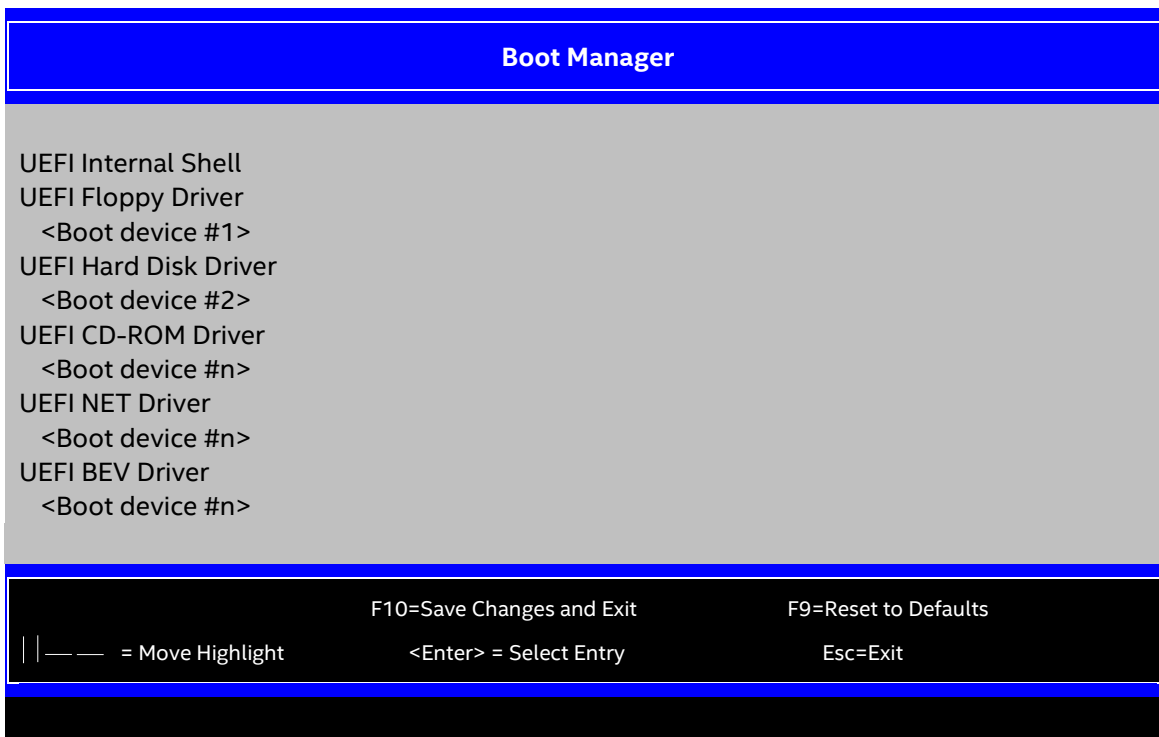 Boot Manager
UEFI Internal Shell
UEFI Floppy Driver
<Boot device #1>
UEFI Hard Disk Driver
<Boot device #2>
UEFI CD-ROM Driver
<Boot device #n>
UEFI NET Driver
<Boot device #n>
UEFI BEV Driver
<Boot device #n>
F10=Save Changes and Exit F9=Reset to Defaults
= Move Highlight <Enter> = Select Entry Esc=Exit